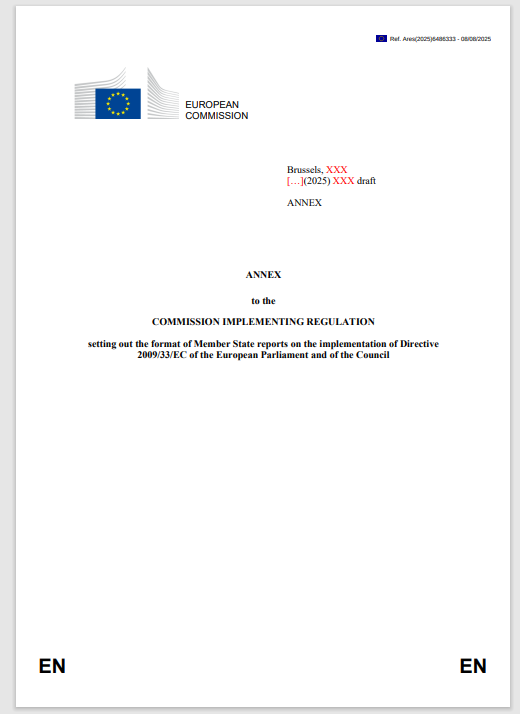 Ref. Ares(2025)6486333 - 08/08/2025
EUROPEAN
COMMISSION
Brussels, XXX
[…](2025) XXX draft
ANNEX
ANNEX
to the
COMMISSION IMPLEMENTING REGULATION
setting out the format of Member State reports on the implementation of Directive
2009/33/EC of the European Parliament and of the Council
EN
EN